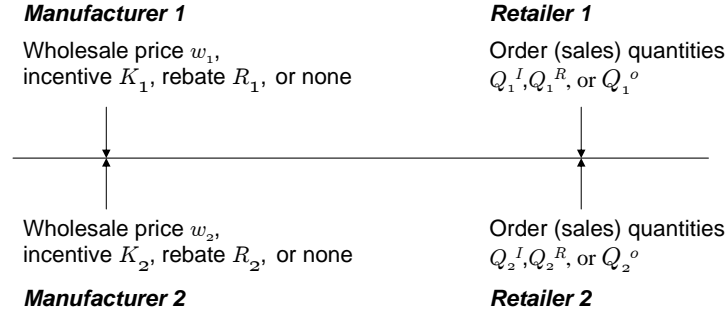 Manufacturer 1
Retailer 1
Wholesale price w₁,
incentive K₁, rebate R₁, or none
Order (sales) quantities
Q₁ᴵ,Q₁ᴿ, or Q₁ᵒ
Wholesale price w₂,
incentive K₂, rebate R₂, or none
Order (sales) quantities
Q₂ᴵ,Q₂ᴿ, or Q₂ᵒ
Manufacturer 2
Retailer 2